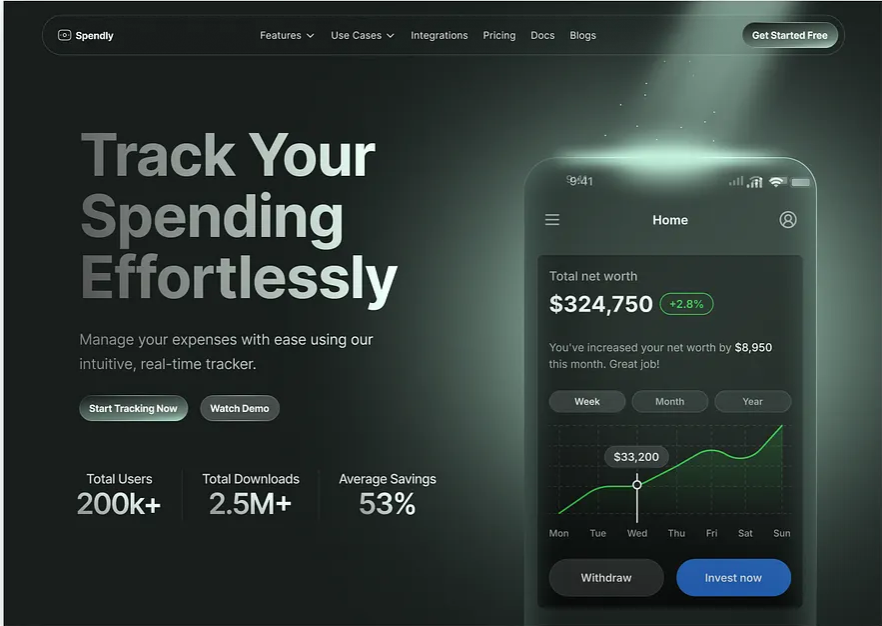 Spendly
Features
Use Cases
Integrations
Pricing
Docs
Blogs
Get Started Free
Track Your
Spending
Effortlessly
Manage your expenses with ease using our
intuitive, real-time tracker.
Start Tracking Now
Watch Demo
Total Users
200k+
Total Downloads
2.5M+
Average Savings
53%
9:41
Home
Total net worth
$324,750
+2.8%
You've increased your net worth by $8,950
this month. Great job!
Week
Month
Year
$33,200
Mon
Tue
Wed
Thu
Fri
Sat
Sun
Withdraw
Invest now